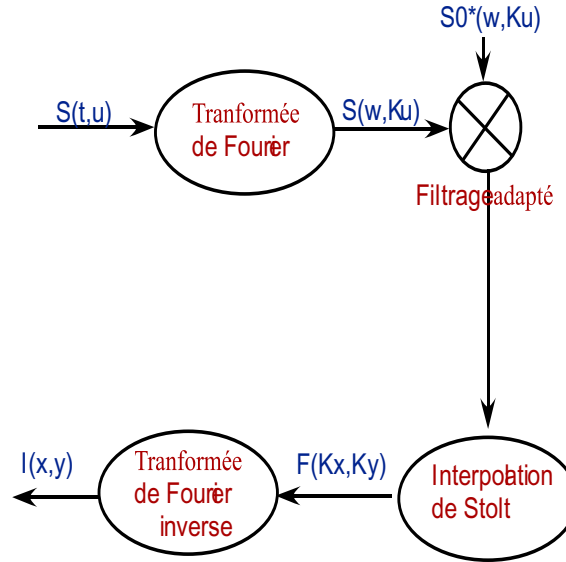 S0*(w,Ku)
S(t,u)
Tranformée
de Fourier
S(w,Ku)
Filtrage adapté
I(x,y)
Tranformée
de Fourier
inverse
F(Kx,Ky)
Interpolation
de Stolt